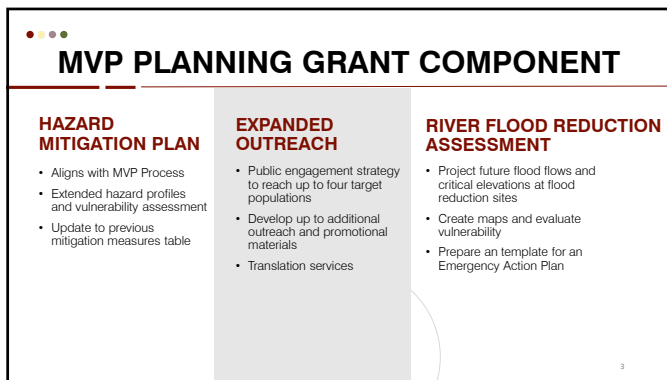 MVP PLANNING GRANT COMPONENT
HAZARD
MITIGATION PLAN
• Aligns with MVP Process
• Extended hazard profiles
and vulnerability assessment
• Update to previous
mitigation measures table
EXPANDED
OUTREACH
• Public engagement strategy
to reach up to four target
populations
• Develop up to additional
outreach and promotional
materials
• Translation services
RIVER FLOOD REDUCTION
ASSESSMENT
• Project future flood flows and
critical elevations at flood
reduction sites
• Create maps and evaluate
vulnerability
• Prepare an template for an
Emergency Action Plan
3